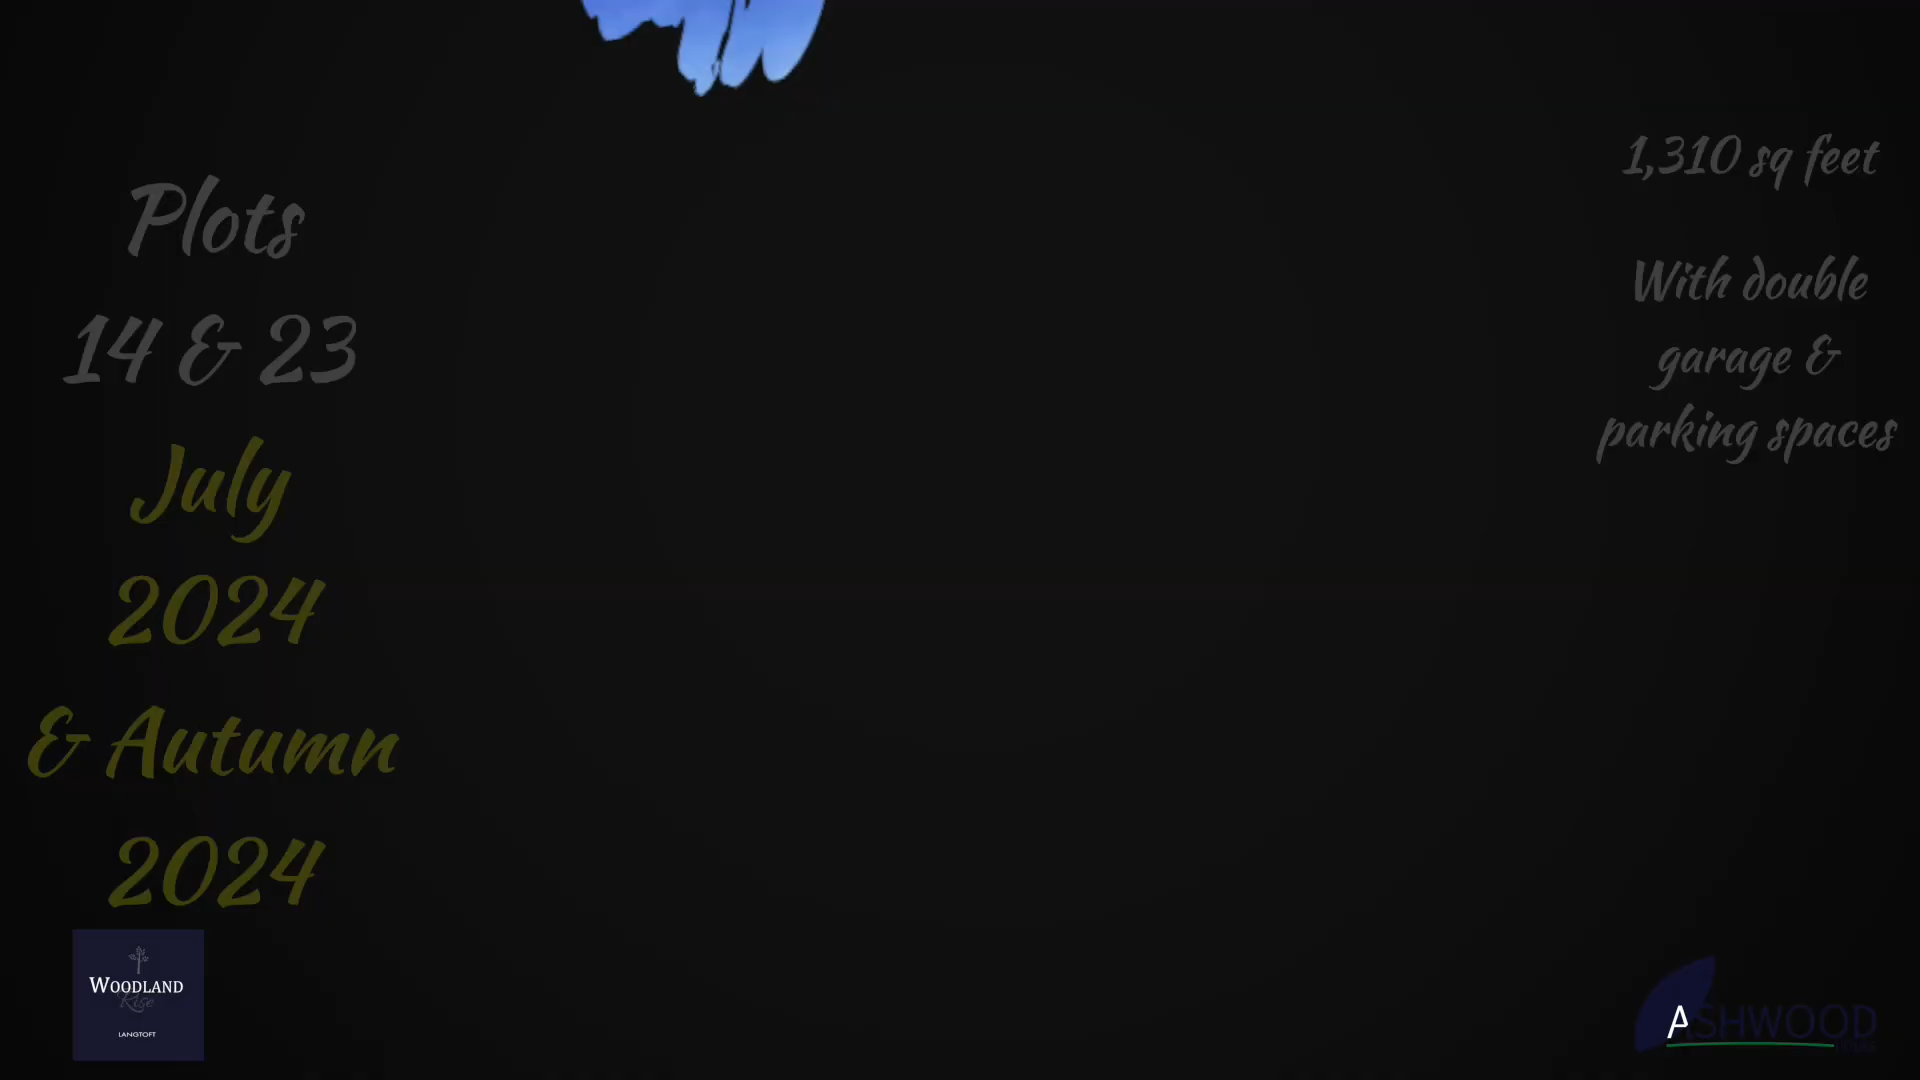 Plots
14 & 23
July
2024
& Autumn
2024
1,310 sq feet
With double
garage &
parking spaces
WOODLAND
Rise
LANGTOFT
ASHWOOD